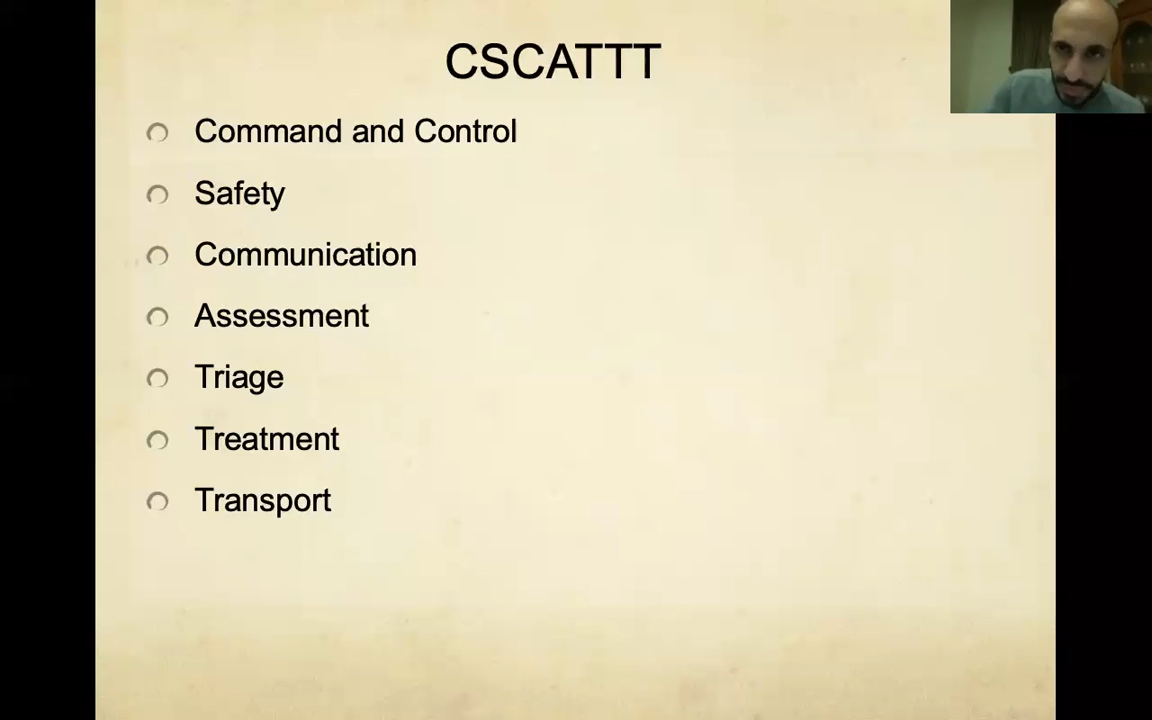 CSCATTT
Command and Control
Safety
Communication
Assessment
Triage
Treatment
Transport